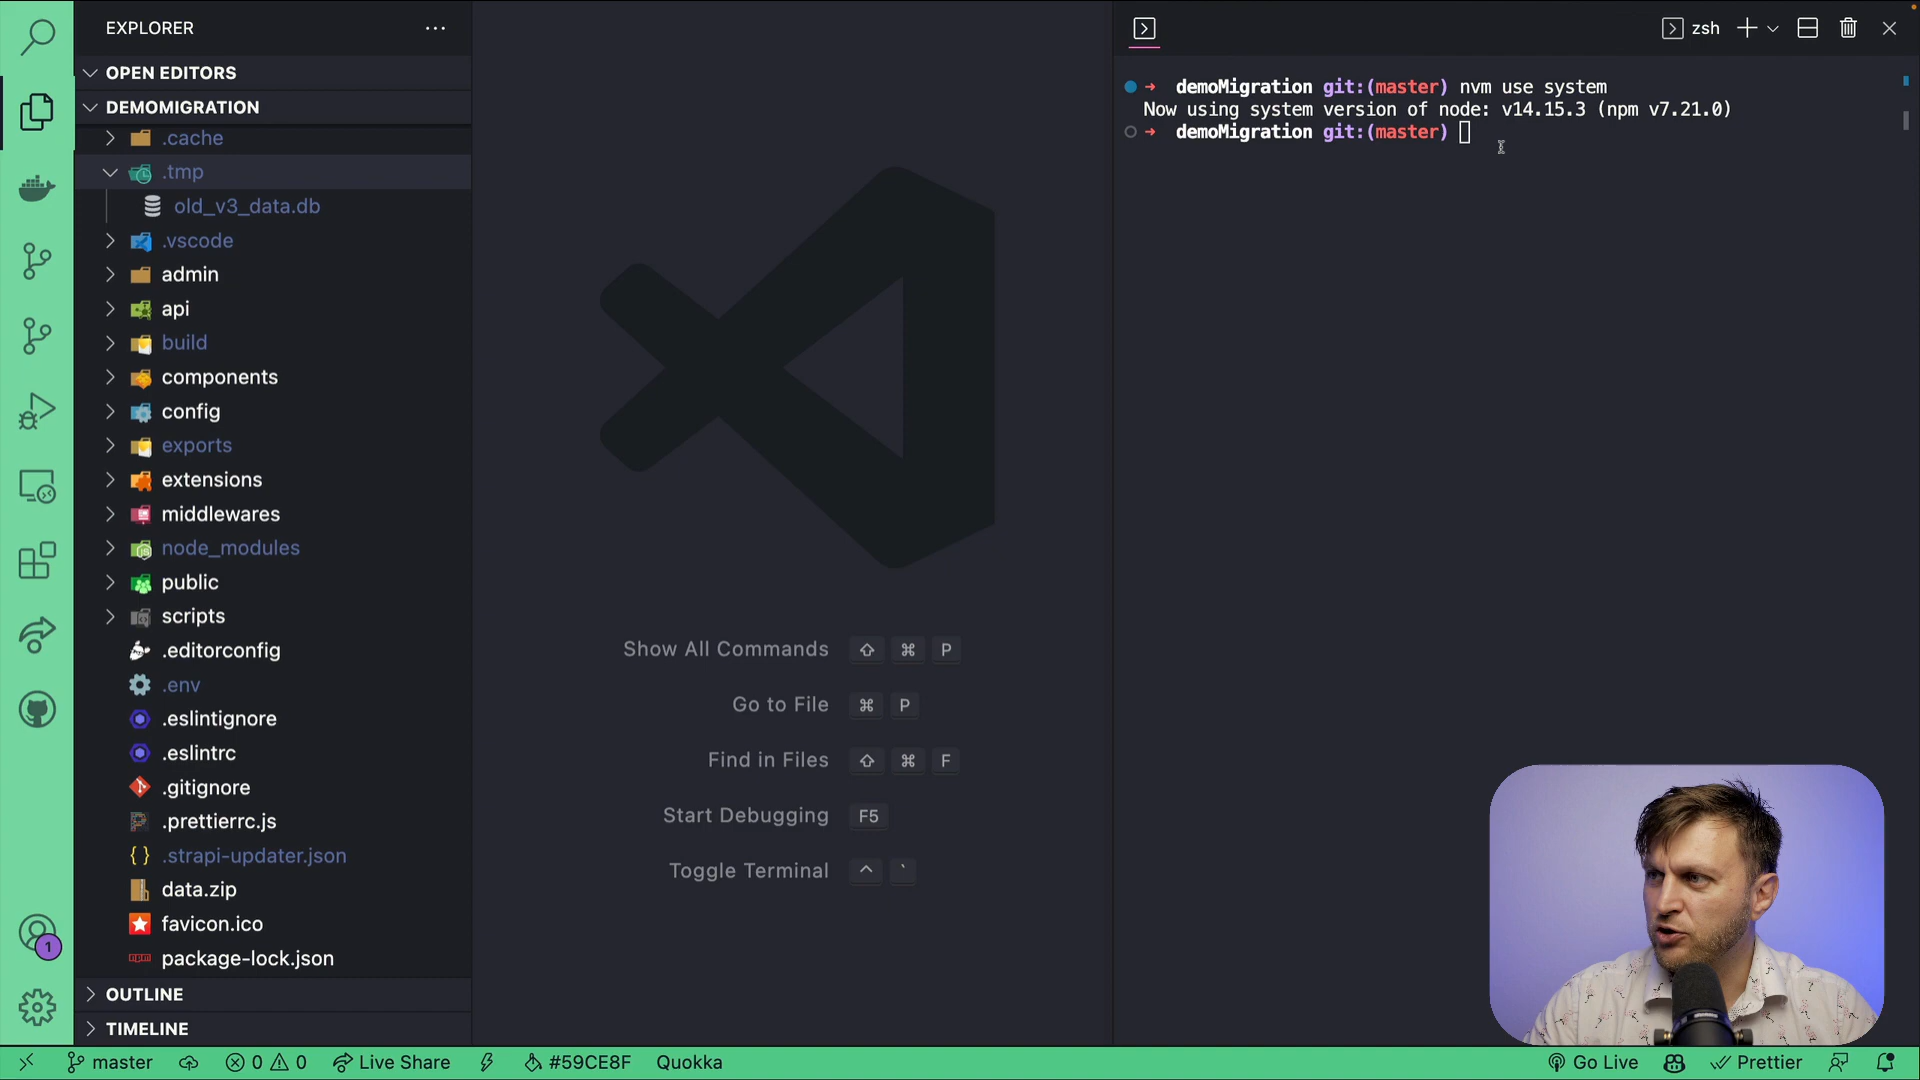 EXPLORER
OPEN EDITORS
DEMOMIGRATION
.cache
.tmp
old_v3_data.db
.vscode
admin
api
build
components
config
exports
extensions
middlewares
node_modules
public
scripts
.editorconfig
.env
.eslintignore
.eslintrc
.gitignore
.prettierrc.js
.strapi-updater.json
data.zip
favicon.ico
package-lock.json
OUTLINE
TIMELINE
1
Show All Commands ⇧ ⌘ P
Go to File ⌘ P
Find in Files ⇧ ⌘ F
Start Debugging F5
Toggle Terminal ^ `
zsh
➜ demoMigration git:(master) nvm use system
Now using system version of node: v14.15.3 (npm v7.21.0)
➜ demoMigration git:(master)
master 0 0 Live Share #59CE8F Quokka Go Live Prettier